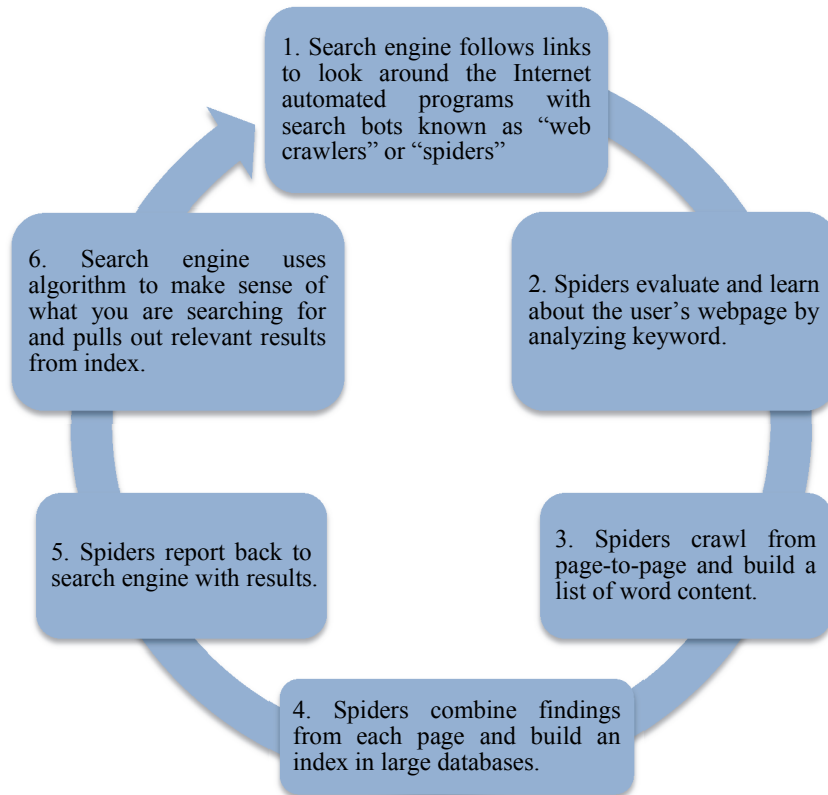 1. Search engine follows links
to look around the Internet
automated programs with
search bots known as “web
crawlers” or “spiders”
2. Spiders evaluate and learn
about the user’s webpage by
analyzing keyword.
3. Spiders crawl from
page-to-page and build a
list of word content.
4. Spiders combine findings
from each page and build an
index in large databases.
5. Spiders report back to
search engine with results.
6. Search engine uses
algorithm to make sense of
what you are searching for
and pulls out relevant results
from index.